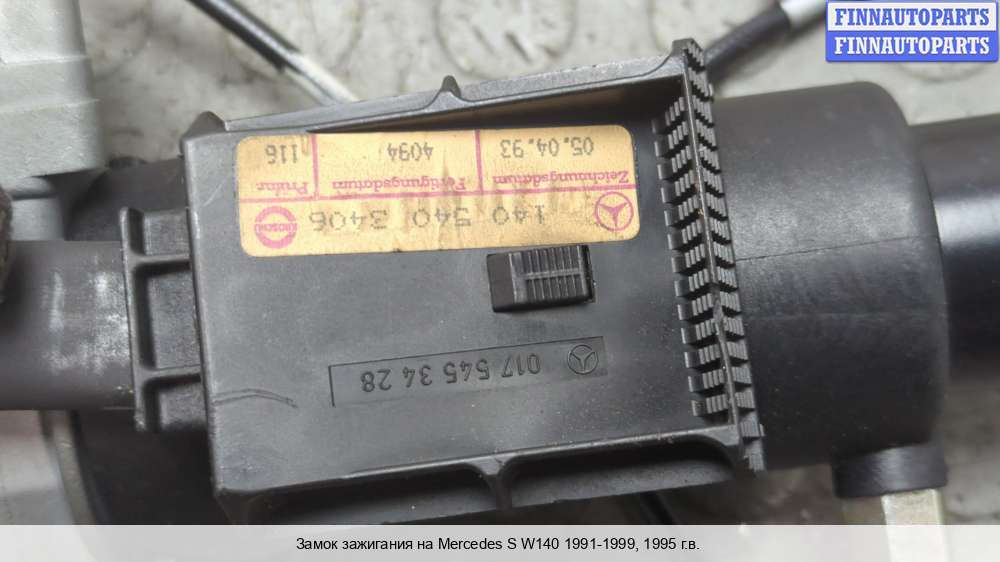 FINNAUTOPARTS
FINNAUTOPARTS
140 540 3406
Zeichnungsdatum Fertigungsdatum Prüfnr.
05.04.93 4094 116
017 545 34 28
Замок зажигания на Mercedes S W140 1991-1999, 1995 г.в.